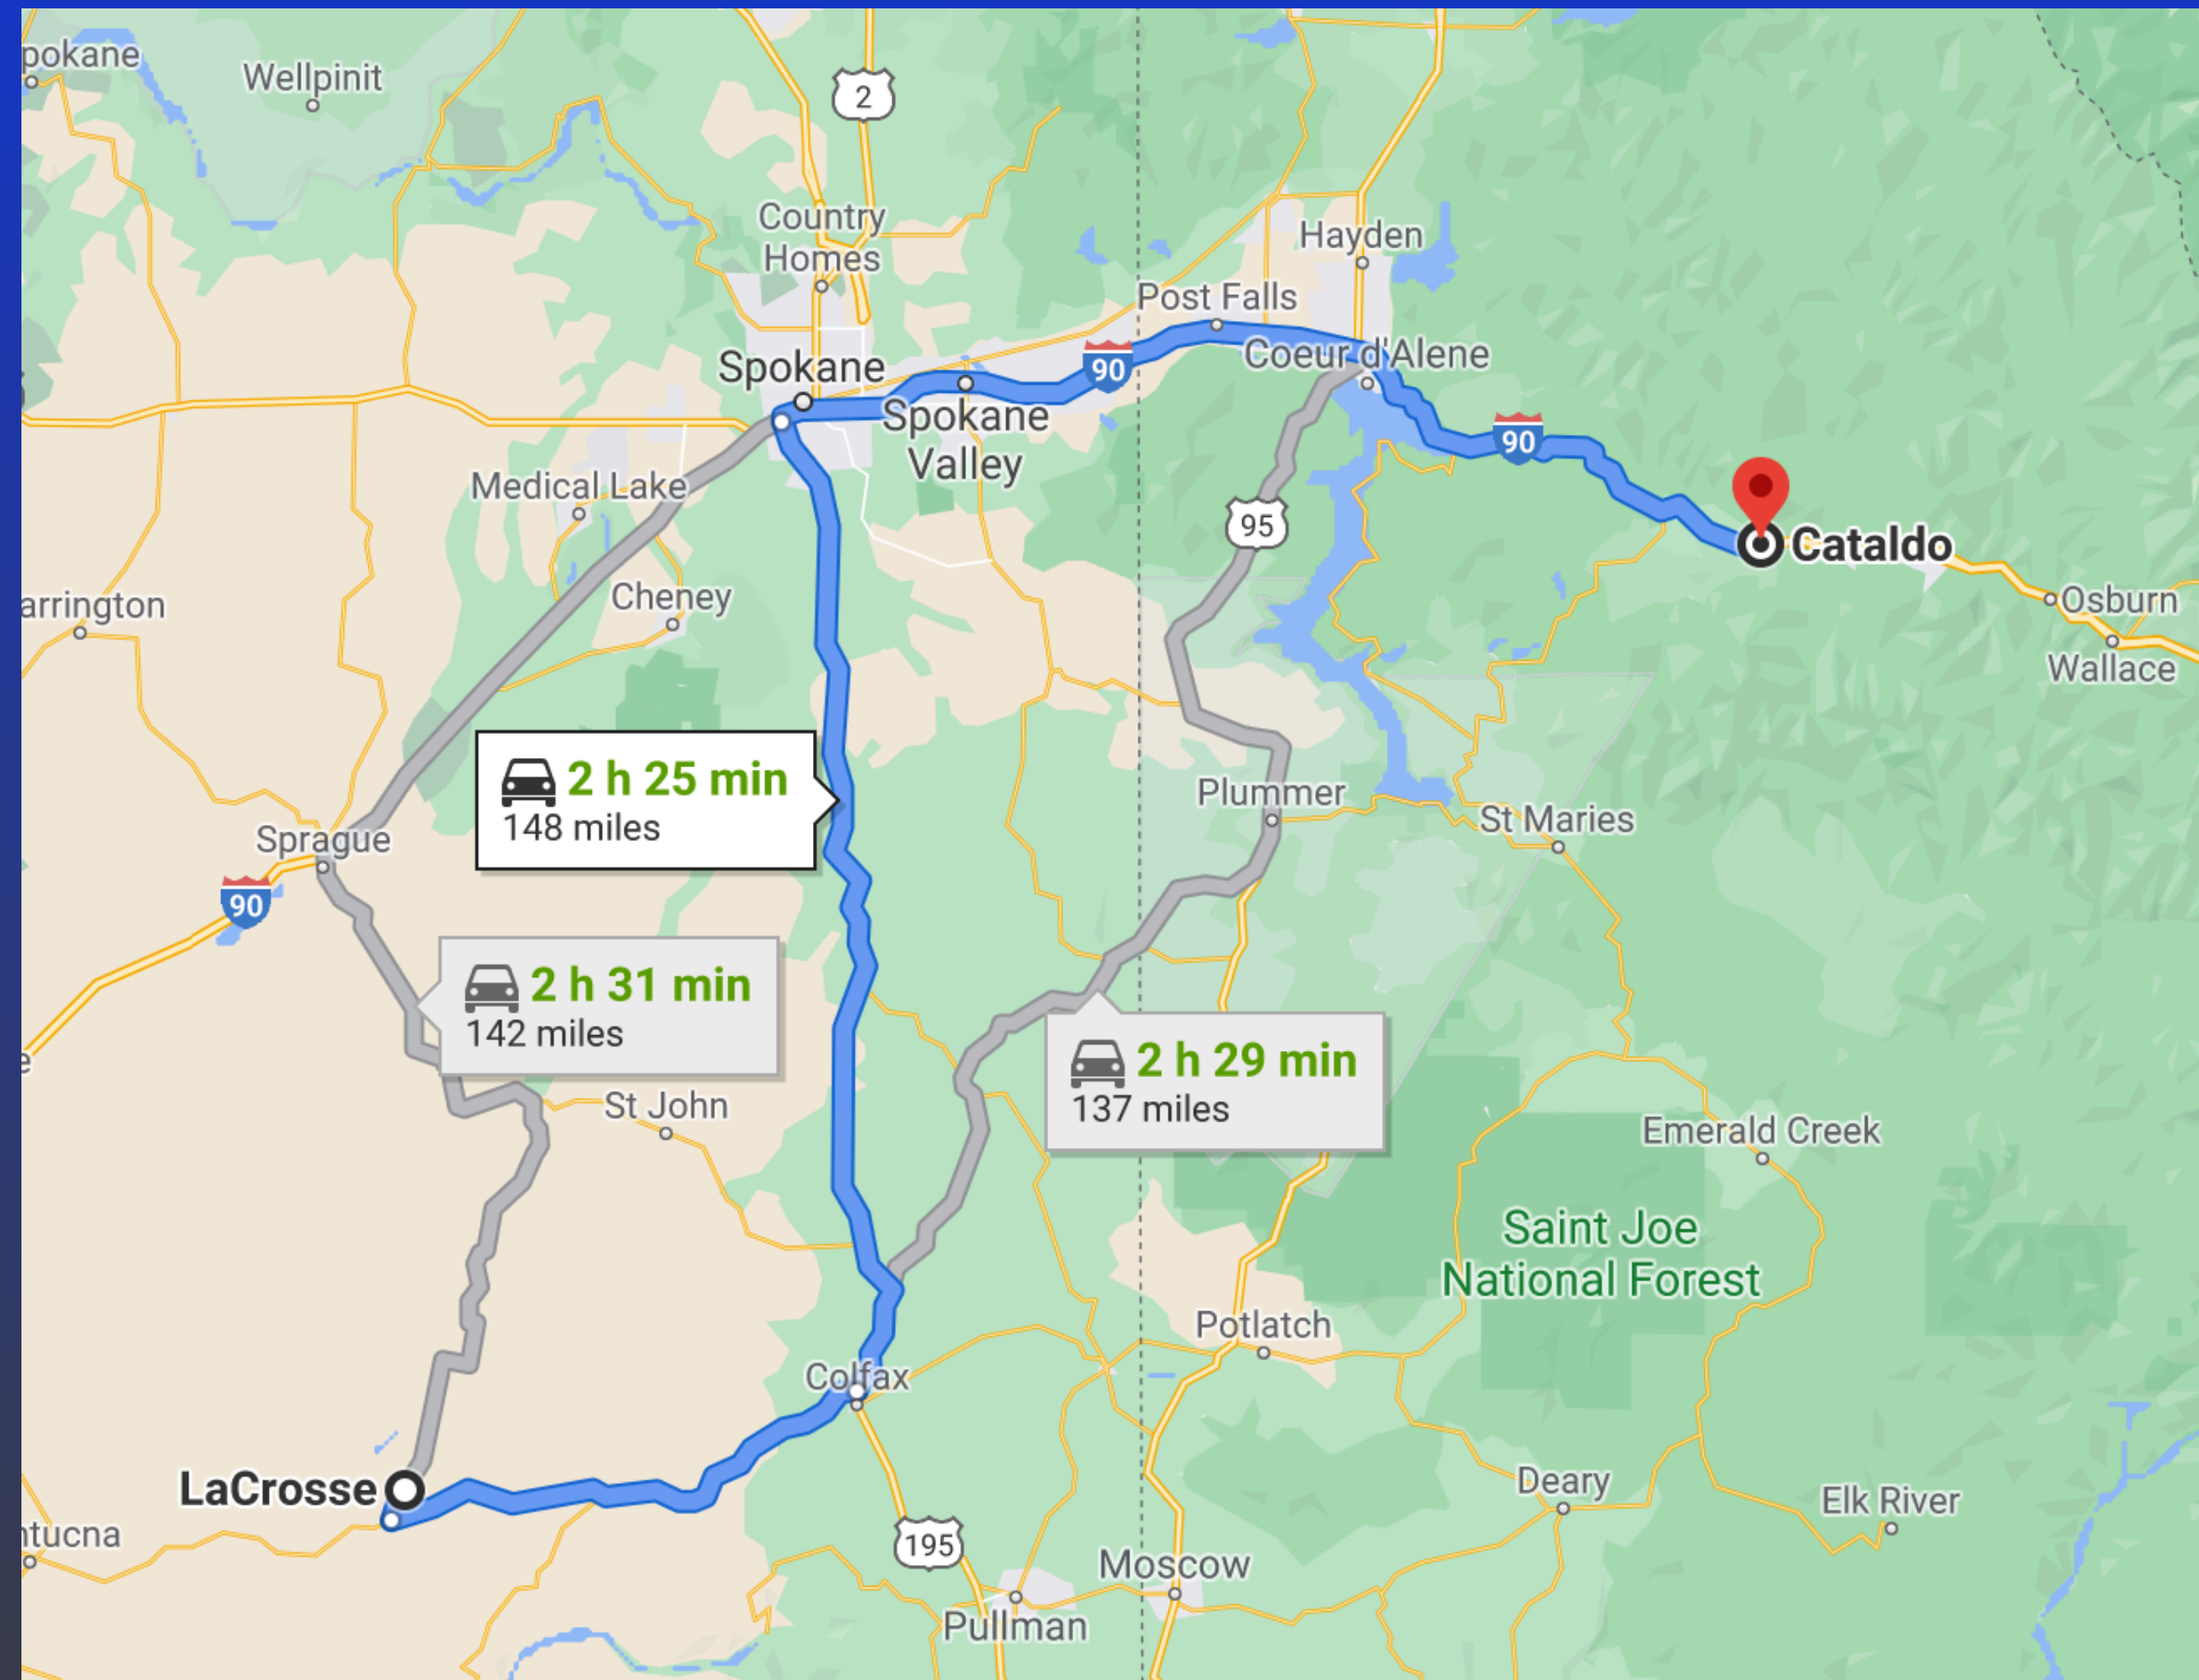 pokane
Wellpinit
2
Country
Homes
Hayden
Post Falls
Spokane
90
Coeur d'Alene
Spokane
Valley
90
Medical Lake
95
Cataldo
Cheney
arrington
Osburn
Wallace
2 h 25 min
148 miles
Plummer
St Maries
Sprague
90
2 h 31 min
142 miles
2 h 29 min
137 miles
e
St John
Emerald Creek
Saint Joe
National Forest
Potlatch
Colfax
LaCrosse
Deary
Elk River
ntucna
195
Moscow
Pullman